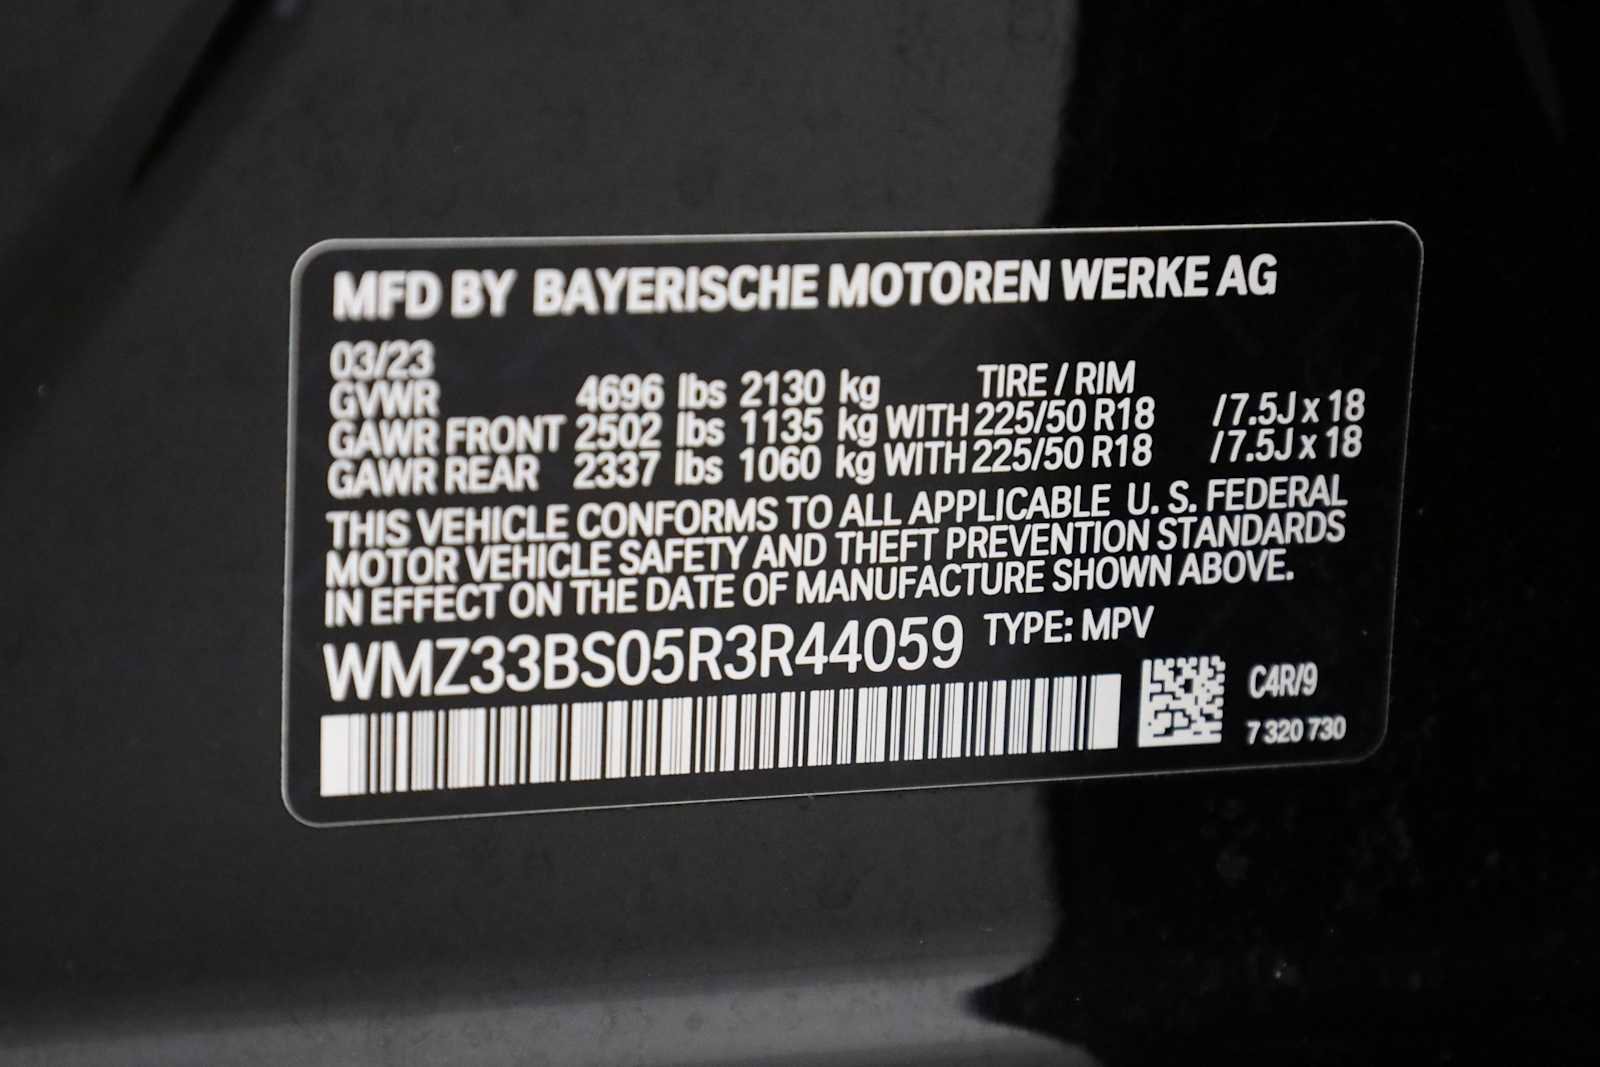 MFD BY BAYERISCHE MOTOREN WERKE AG
03/23
GVWR 4696 lbs 2130 kg TIRE / RIM
GAWR FRONT 2502 lbs 1135 kg WITH 225/50 R18 /7.5J x 18
GAWR REAR 2337 lbs 1060 kg WITH 225/50 R18 /7.5J x 18
THIS VEHICLE CONFORMS TO ALL APPLICABLE U. S. FEDERAL
MOTOR VEHICLE SAFETY AND THEFT PREVENTION STANDARDS
IN EFFECT ON THE DATE OF MANUFACTURE SHOWN ABOVE.
WMZ33BS05R3R44059 TYPE: MPV
C4R/9
7 320 730